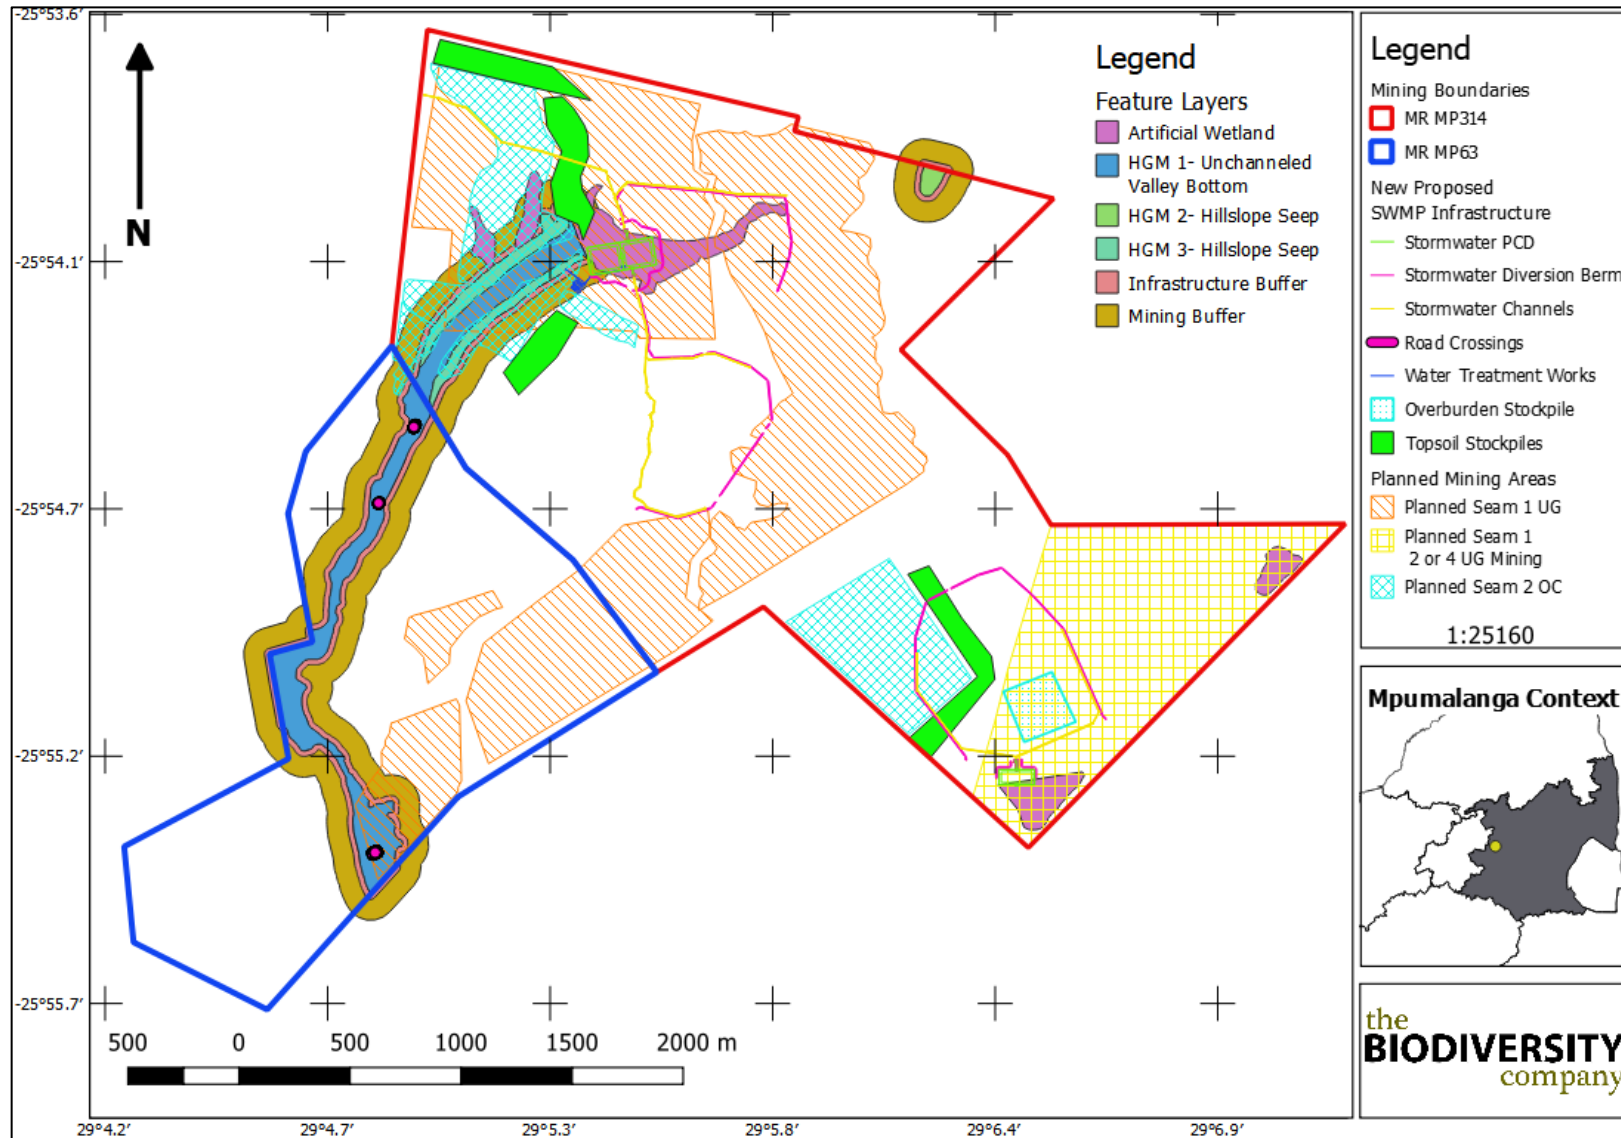 -25°53.6′
-25°54.1′
-25°54.7′
-25°55.2′
-25°55.7′
29°4.2′
29°4.7′
29°5.3′
29°5.8′
29°6.4′
29°6.9′
N
500
0
500
1000
1500
2000 m
Legend
Feature Layers
Artificial Wetland
HGM 1- Unchanneled
Valley Bottom
HGM 2- Hillslope Seep
HGM 3- Hillslope Seep
Infrastructure Buffer
Mining Buffer
Legend
Mining Boundaries
MR MP314
MR MP63
New Proposed
SWMP Infrastructure
Stormwater PCD
Stormwater Diversion Berm
Stormwater Channels
Road Crossings
Water Treatment Works
Overburden Stockpile
Topsoil Stockpiles
Planned Mining Areas
Planned Seam 1 UG
Planned Seam 1
2 or 4 UG Mining
Planned Seam 2 OC
1:25160
Mpumalanga Context
the
BIODIVERSITY
company